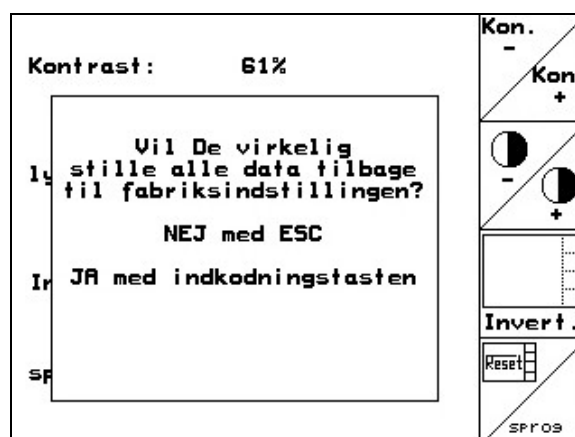 Kontrast: 61%
Vil De virkelig
stille alle data tilbage
til fabriksindstillingen?
NEJ med ESC
JA med indkodningstasten
Kon.
-
Kon
+
-
+
Invert.
Reset
sprog